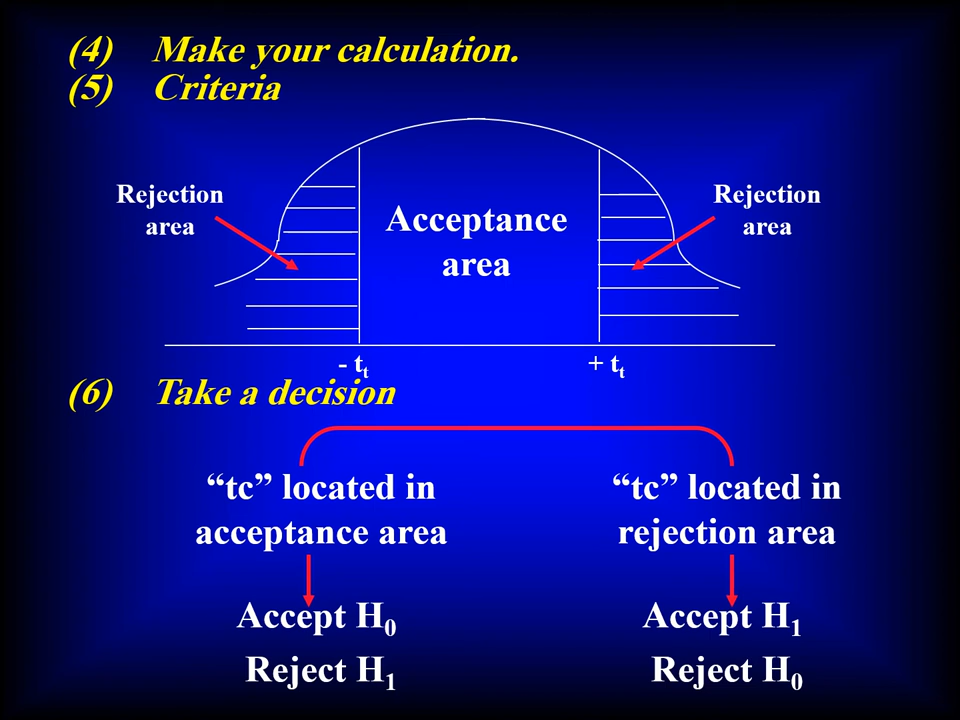 (4) Make your calculation.
(5) Criteria
Rejection
area
Acceptance
area
Rejection
area
- tt
+ tt
(6) Take a decision
“tc” located in
acceptance area
“tc” located in
rejection area
Accept H0
Reject H1
Accept H1
Reject H0